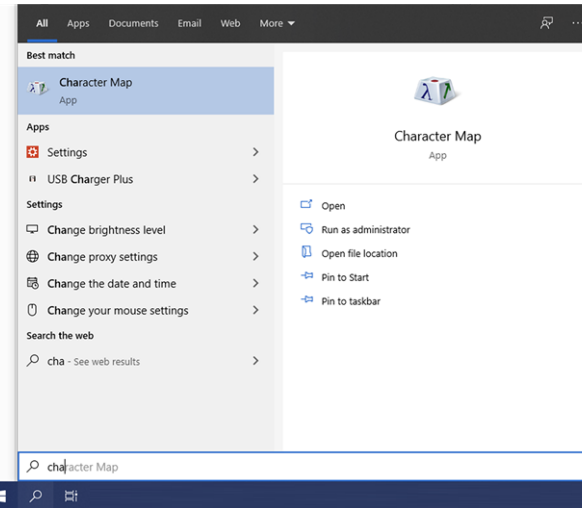 All Apps Documents Email Web More
Best match
Character Map
App
Apps
Settings
USB Charger Plus
Settings
Change brightness level
Change proxy settings
Change the date and time
Change your mouse settings
Search the web
cha - See web results
Character Map
App
Open
Run as administrator
Open file location
Pin to Start
Pin to taskbar
character Map